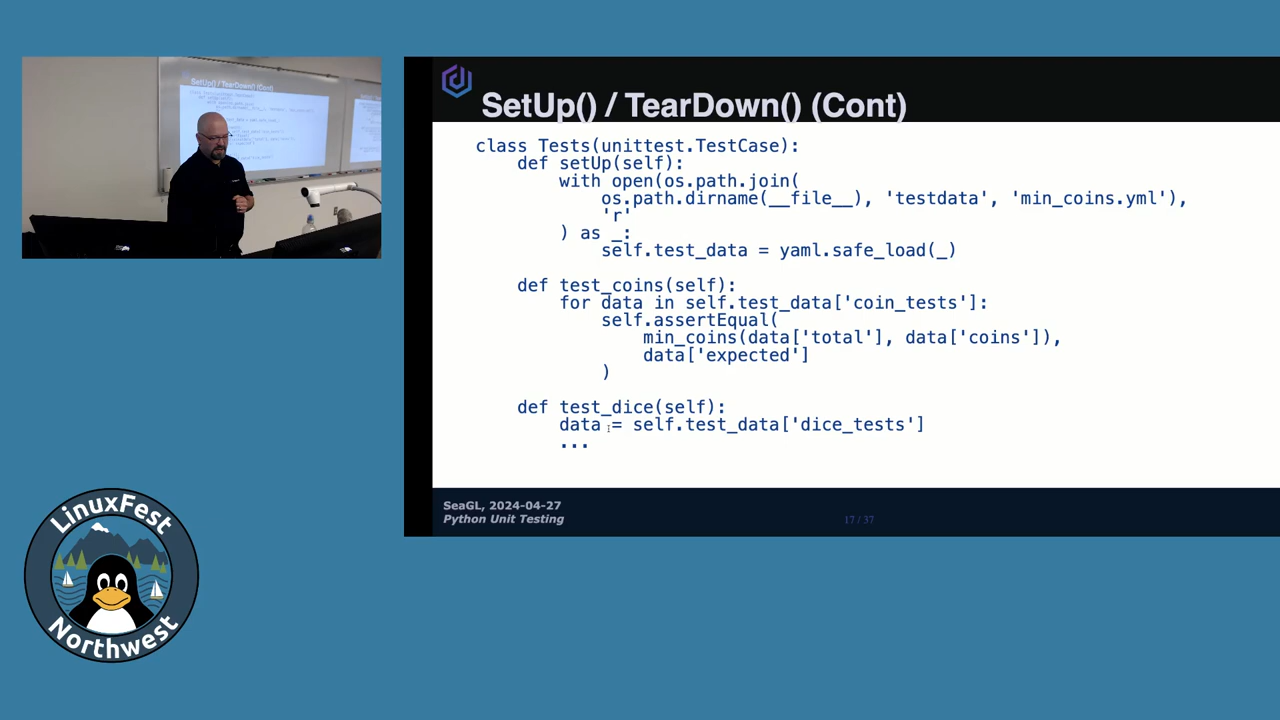 SetUp() / TearDown() (Cont)
SetUp() / TearDown() (Cont)
class Tests(unittest.TestCase):
    def setUp(self):
        with open(os.path.join(
            os.path.dirname(__file__), 'testdata', 'min_coins.yml'),
            'r'
        ) as _:
            self.test_data = yaml.safe_load(_)
    def test_coins(self):
        for data in self.test_data['coin_tests']:
            self.assertEqual(
                min_coins(data['total'], data['coins']),
                data['expected']
            )
    def test_dice(self):
        data = self.test_data['dice_tests']
        ...
SeaGL, 2024-04-27
Python Unit Testing
17 / 37
LinuxFest
Northwest